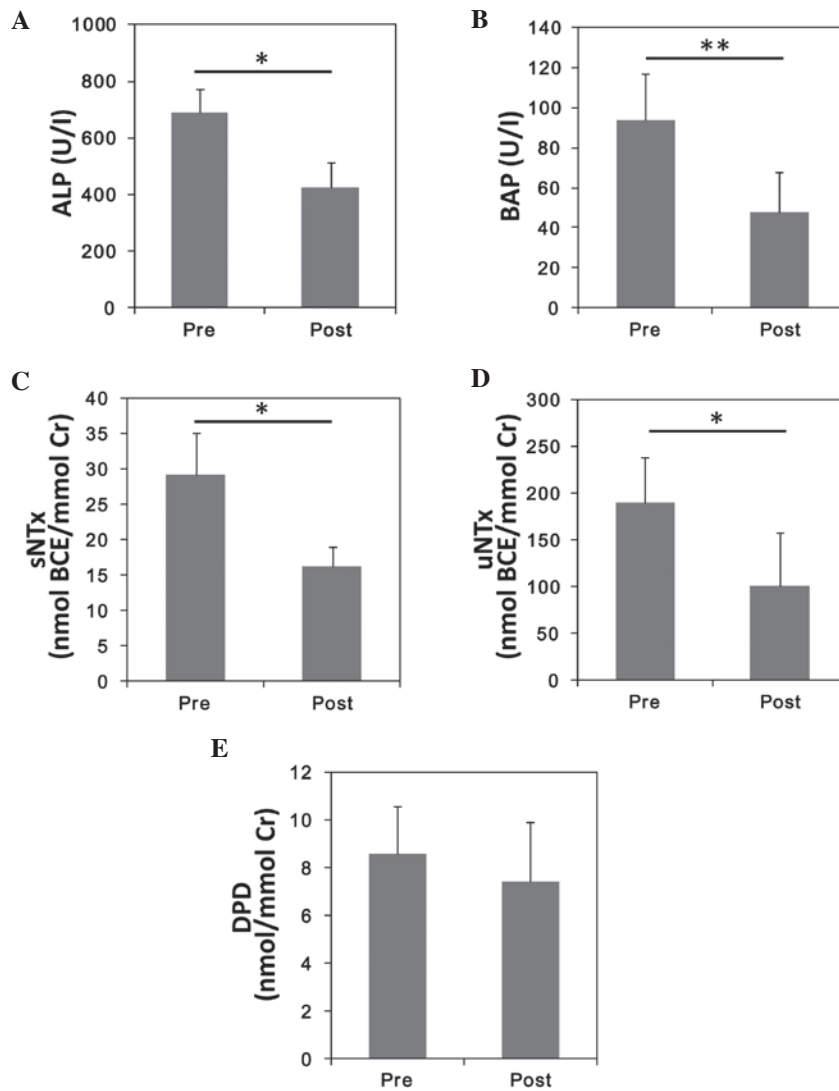 A
ALP (U/l)
1000
800
600
400
200
0
*
Pre
Post
B
BAP (U/l)
140
120
100
80
60
40
20
0
**
Pre
Post
C
sNTx
(nmol BCE/mmol Cr)
40
35
30
25
20
15
10
5
0
*
Pre
Post
D
uNTx
(nmol BCE/mmol Cr)
300
250
200
150
100
50
0
*
Pre
Post
E
DPD
(nmol/mmol Cr)
12
10
8
6
4
2
0
Pre
Post